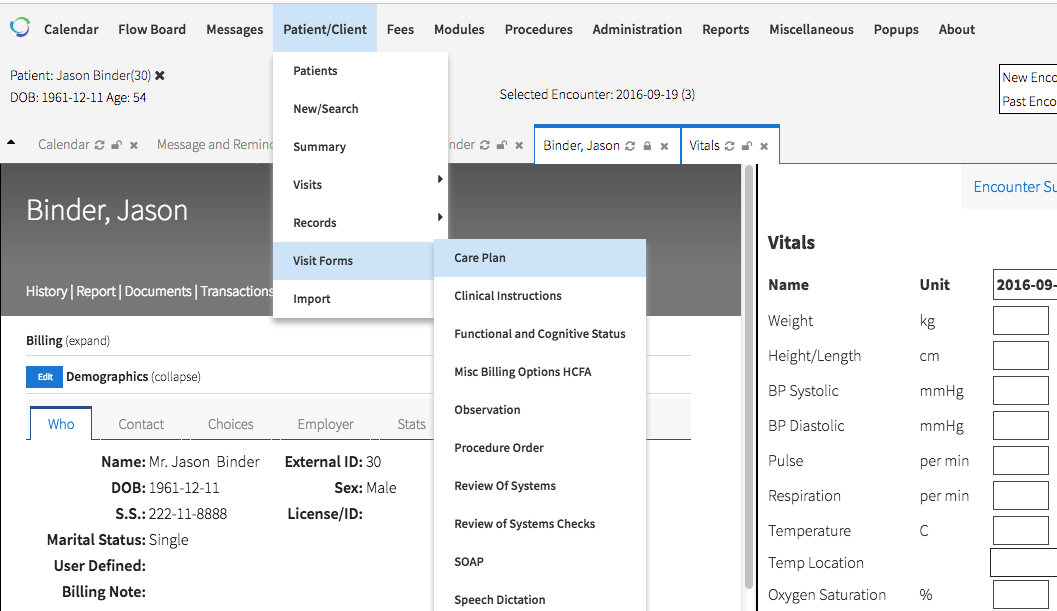 Calendar Flow Board Messages Patient/Client Fees Modules Procedures Administration Reports Miscellaneous Popups About
Patient: Jason Binder(30)
DOB: 1961-12-11 Age: 54
Selected Encounter: 2016-09-19 (3)
New Enco
Past Enco
Patients
New/Search
Summary
Visits
Records
Visit Forms
Import
Care Plan
Clinical Instructions
Functional and Cognitive Status
Misc Billing Options HCFA
Observation
Procedure Order
Review Of Systems
Review of Systems Checks
SOAP
Speech Dictation
Calendar Message and Remin nder Binder, Jason Vitals
Binder, Jason
History | Report | Documents | Transactions
Billing (expand)
Edit Demographics (collapse)
Who Contact Choices Employer Stats
Name: Mr. Jason Binder External ID: 30
DOB: 1961-12-11 Sex: Male
S.S.: 222-11-8888 License/ID:
Marital Status: Single
User Defined:
Billing Note:
Encounter Su
Vitals
Name Unit 2016-09-
Weight kg
Height/Length cm
BP Systolic mmHg
BP Diastolic mmHg
Pulse per min
Respiration per min
Temperature C
Temp Location
Oxygen Saturation %